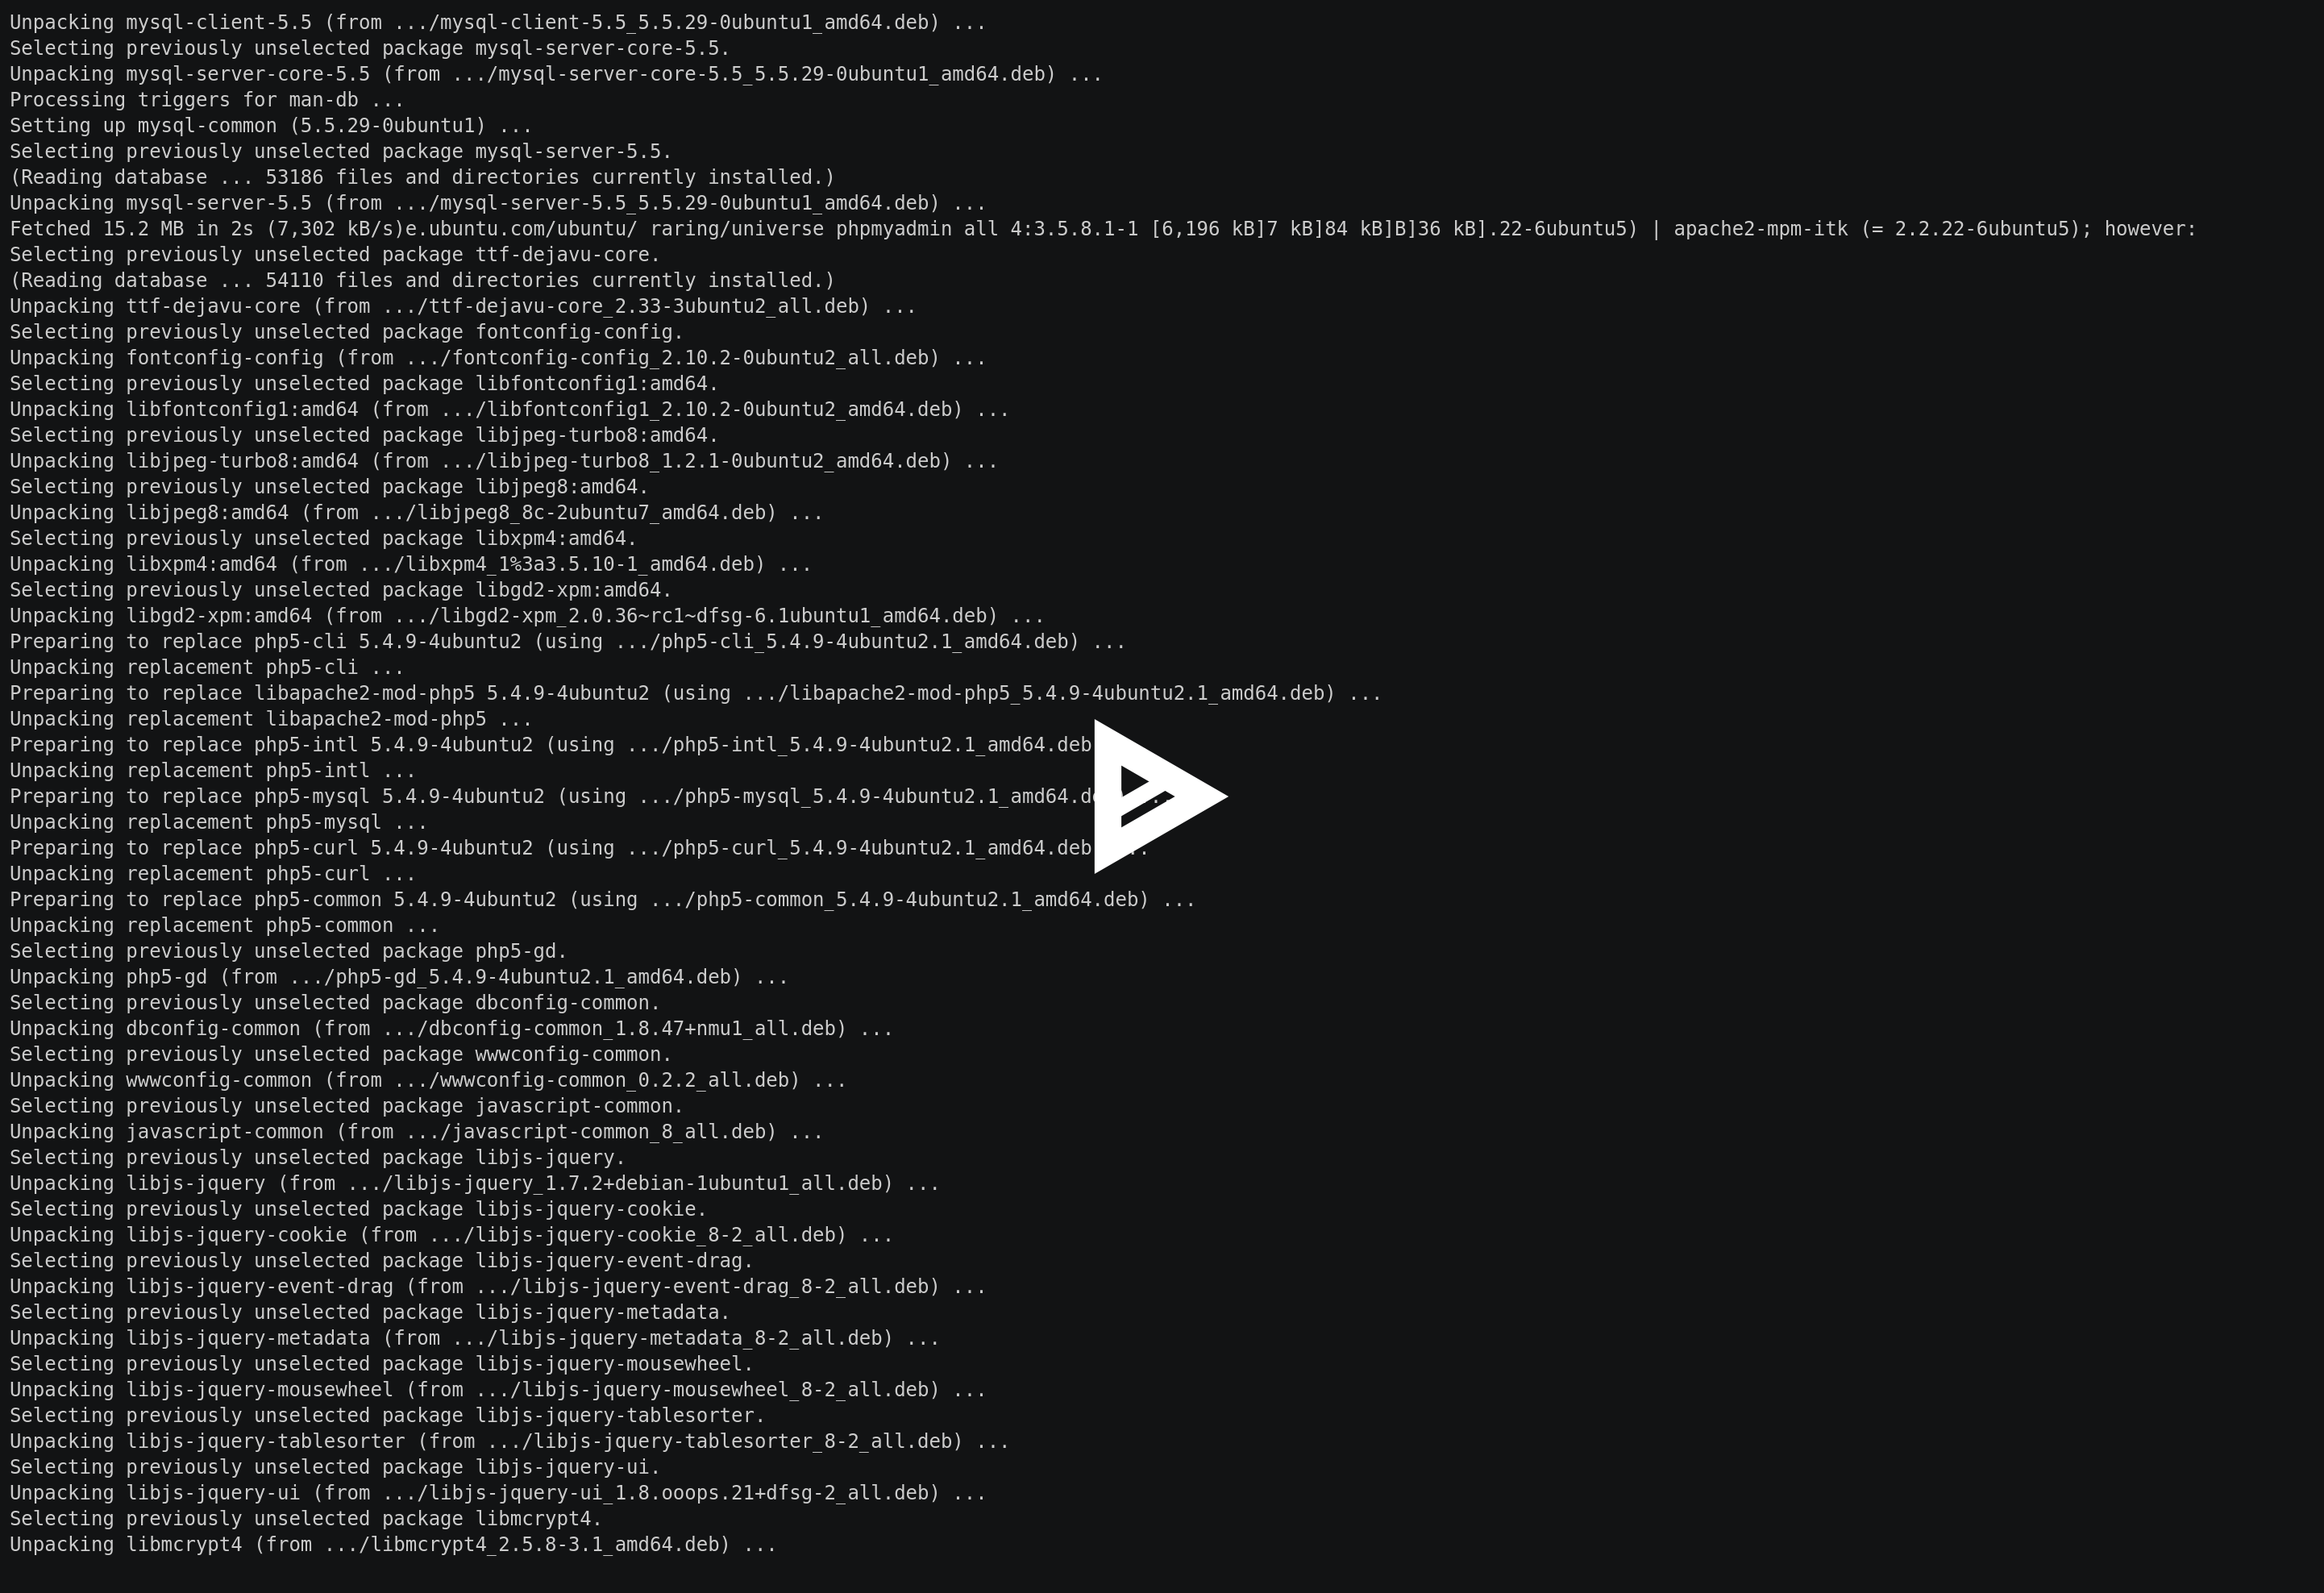 Unpacking mysql-client-5.5 (from .../mysql-client-5.5_5.5.29-0ubuntu1_amd64.deb) ...
Selecting previously unselected package mysql-server-core-5.5.
Unpacking mysql-server-core-5.5 (from .../mysql-server-core-5.5_5.5.29-0ubuntu1_amd64.deb) ...
Processing triggers for man-db ...
Setting up mysql-common (5.5.29-0ubuntu1) ...
Selecting previously unselected package mysql-server-5.5.
(Reading database ... 53186 files and directories currently installed.)
Unpacking mysql-server-5.5 (from .../mysql-server-5.5_5.5.29-0ubuntu1_amd64.deb) ...
Fetched 15.2 MB in 2s (7,302 kB/s)e.ubuntu.com/ubuntu/ raring/universe phpmyadmin all 4:3.5.8.1-1 [6,196 kB]7 kB]84 kB]B]36 kB].22-6ubuntu5) | apache2-mpm-itk (= 2.2.22-6ubuntu5); however:
Selecting previously unselected package ttf-dejavu-core.
(Reading database ... 54110 files and directories currently installed.)
Unpacking ttf-dejavu-core (from .../ttf-dejavu-core_2.33-3ubuntu2_all.deb) ...
Selecting previously unselected package fontconfig-config.
Unpacking fontconfig-config (from .../fontconfig-config_2.10.2-0ubuntu2_all.deb) ...
Selecting previously unselected package libfontconfig1:amd64.
Unpacking libfontconfig1:amd64 (from .../libfontconfig1_2.10.2-0ubuntu2_amd64.deb) ...
Selecting previously unselected package libjpeg-turbo8:amd64.
Unpacking libjpeg-turbo8:amd64 (from .../libjpeg-turbo8_1.2.1-0ubuntu2_amd64.deb) ...
Selecting previously unselected package libjpeg8:amd64.
Unpacking libjpeg8:amd64 (from .../libjpeg8_8c-2ubuntu7_amd64.deb) ...
Selecting previously unselected package libxpm4:amd64.
Unpacking libxpm4:amd64 (from .../libxpm4_1%3a3.5.10-1_amd64.deb) ...
Selecting previously unselected package libgd2-xpm:amd64.
Unpacking libgd2-xpm:amd64 (from .../libgd2-xpm_2.0.36~rc1~dfsg-6.1ubuntu1_amd64.deb) ...
Preparing to replace php5-cli 5.4.9-4ubuntu2 (using .../php5-cli_5.4.9-4ubuntu2.1_amd64.deb) ...
Unpacking replacement php5-cli ...
Preparing to replace libapache2-mod-php5 5.4.9-4ubuntu2 (using .../libapache2-mod-php5_5.4.9-4ubuntu2.1_amd64.deb) ...
Unpacking replacement libapache2-mod-php5 ...
Preparing to replace php5-intl 5.4.9-4ubuntu2 (using .../php5-intl_5.4.9-4ubuntu2.1_amd64.deb
Unpacking replacement php5-intl ...
Preparing to replace php5-mysql 5.4.9-4ubuntu2 (using .../php5-mysql_5.4.9-4ubuntu2.1_amd64.d
Unpacking replacement php5-mysql ...
Preparing to replace php5-curl 5.4.9-4ubuntu2 (using .../php5-curl_5.4.9-4ubuntu2.1_amd64.deb
Unpacking replacement php5-curl ...
Preparing to replace php5-common 5.4.9-4ubuntu2 (using .../php5-common_5.4.9-4ubuntu2.1_amd64.deb) ...
Unpacking replacement php5-common ...
Selecting previously unselected package php5-gd.
Unpacking php5-gd (from .../php5-gd_5.4.9-4ubuntu2.1_amd64.deb) ...
Selecting previously unselected package dbconfig-common.
Unpacking dbconfig-common (from .../dbconfig-common_1.8.47+nmu1_all.deb) ...
Selecting previously unselected package wwwconfig-common.
Unpacking wwwconfig-common (from .../wwwconfig-common_0.2.2_all.deb) ...
Selecting previously unselected package javascript-common.
Unpacking javascript-common (from .../javascript-common_8_all.deb) ...
Selecting previously unselected package libjs-jquery.
Unpacking libjs-jquery (from .../libjs-jquery_1.7.2+debian-1ubuntu1_all.deb) ...
Selecting previously unselected package libjs-jquery-cookie.
Unpacking libjs-jquery-cookie (from .../libjs-jquery-cookie_8-2_all.deb) ...
Selecting previously unselected package libjs-jquery-event-drag.
Unpacking libjs-jquery-event-drag (from .../libjs-jquery-event-drag_8-2_all.deb) ...
Selecting previously unselected package libjs-jquery-metadata.
Unpacking libjs-jquery-metadata (from .../libjs-jquery-metadata_8-2_all.deb) ...
Selecting previously unselected package libjs-jquery-mousewheel.
Unpacking libjs-jquery-mousewheel (from .../libjs-jquery-mousewheel_8-2_all.deb) ...
Selecting previously unselected package libjs-jquery-tablesorter.
Unpacking libjs-jquery-tablesorter (from .../libjs-jquery-tablesorter_8-2_all.deb) ...
Selecting previously unselected package libjs-jquery-ui.
Unpacking libjs-jquery-ui (from .../libjs-jquery-ui_1.8.ooops.21+dfsg-2_all.deb) ...
Selecting previously unselected package libmcrypt4.
Unpacking libmcrypt4 (from .../libmcrypt4_2.5.8-3.1_amd64.deb) ...